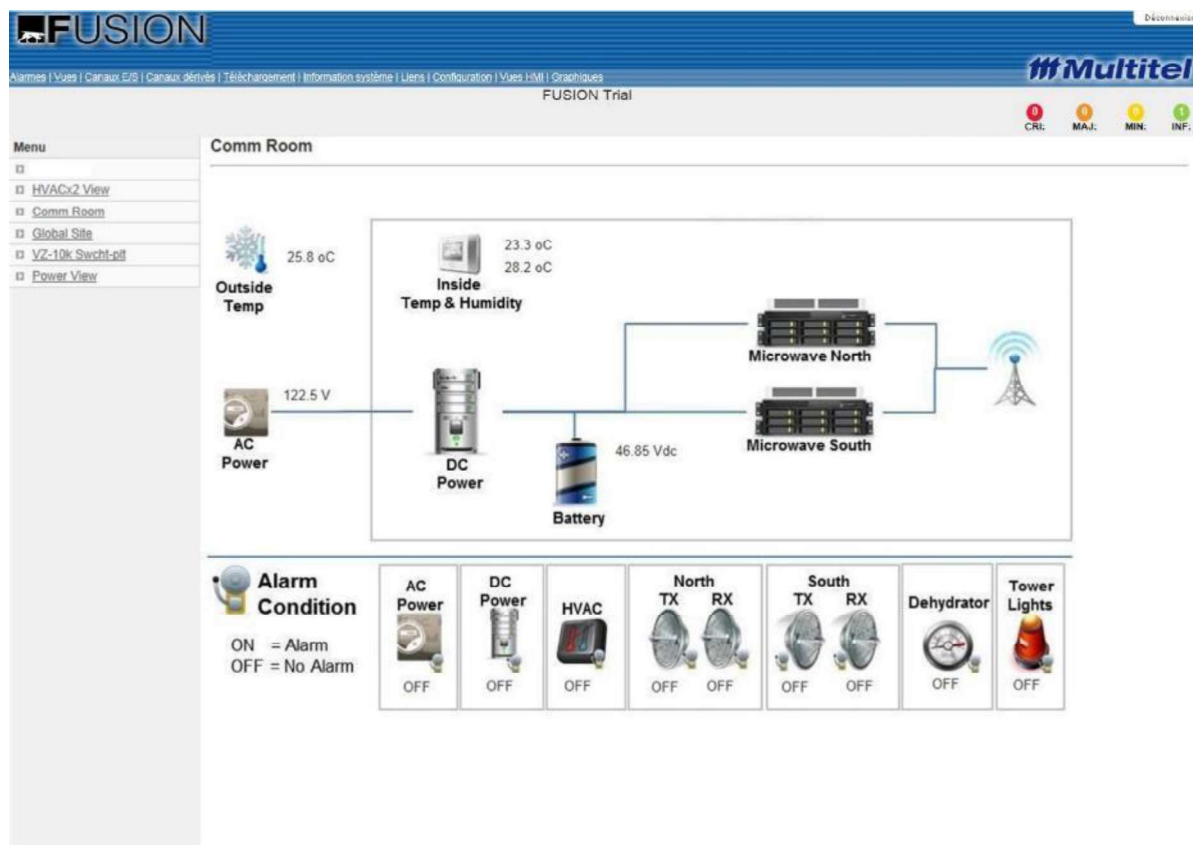 FUSION
Déconnexion
Multitel
Alarmes | Vues | Canaux E/S | Canaux dérivés | Téléchargement | Information système | Liens | Configuration | Vues HMI | Graphiques
FUSION Trial
0 0 0 1
CRI: MAJ: MIN: INF:
Menu
HVACx2 View
Comm Room
Global Site
VZ-10k Swcht-plt
Power View
Comm Room
25.8 oC
Outside
Temp
23.3 oC
28.2 oC
Inside
Temp & Humidity
Microwave North
122.5 V
AC
Power
DC
Power
46.85 Vdc
Battery
Microwave South
Alarm
Condition
ON = Alarm
OFF = No Alarm
AC
Power
OFF
DC
Power
OFF
HVAC
OFF
North
TX RX
OFF OFF
South
TX RX
OFF OFF
Dehydrator
OFF
Tower
Lights
OFF